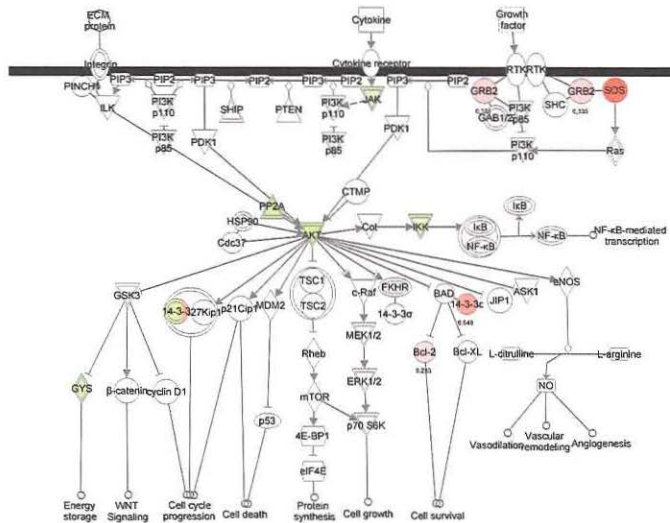 ECM protein
Cytokine
Growth factor
Integrin
Cytokine receptor
RTK RTK
PIP3 PIP2 PIP3 PIP2 PIP3 PIP2 PIP3 PIP2
PINCH1
ILK
PI3K p110
PI3K p85
PDK1
SHIP
PTEN
PI3K p110
PI3K p85
JAK
PDK1
GRB2
GAB1/2
PI3K p85
PI3K p110
SHC
GRB2
SOS
Ras
PP2A
CTMP
HSP90
Cdc37
AKT
Cot
IKK
IκB
NF-κB
IκB
NF-κB
NF-κB-mediated transcription
GSK3
14-3-3
27Kip1
p21Cip1
MDM2
TSC1
TSC2
c-Raf
FKHR
14-3-3σ
BAD
14-3-3ε
JIP1
ASK1
eNOS
MEK1/2
Rheb
ERK1/2
Bcl-2
Bcl-XL
L-citrulline
L-arginine
GYS
β-catenin
cyclin D1
mTOR
NO
p53
4E-BP1
p70 S6K
eIF4E
Vasodilation
Vascular remodeling
Angiogenesis
Energy storage
WNT Signaling
Cell cycle progression
Cell death
Protein synthesis
Cell growth
Cell survival